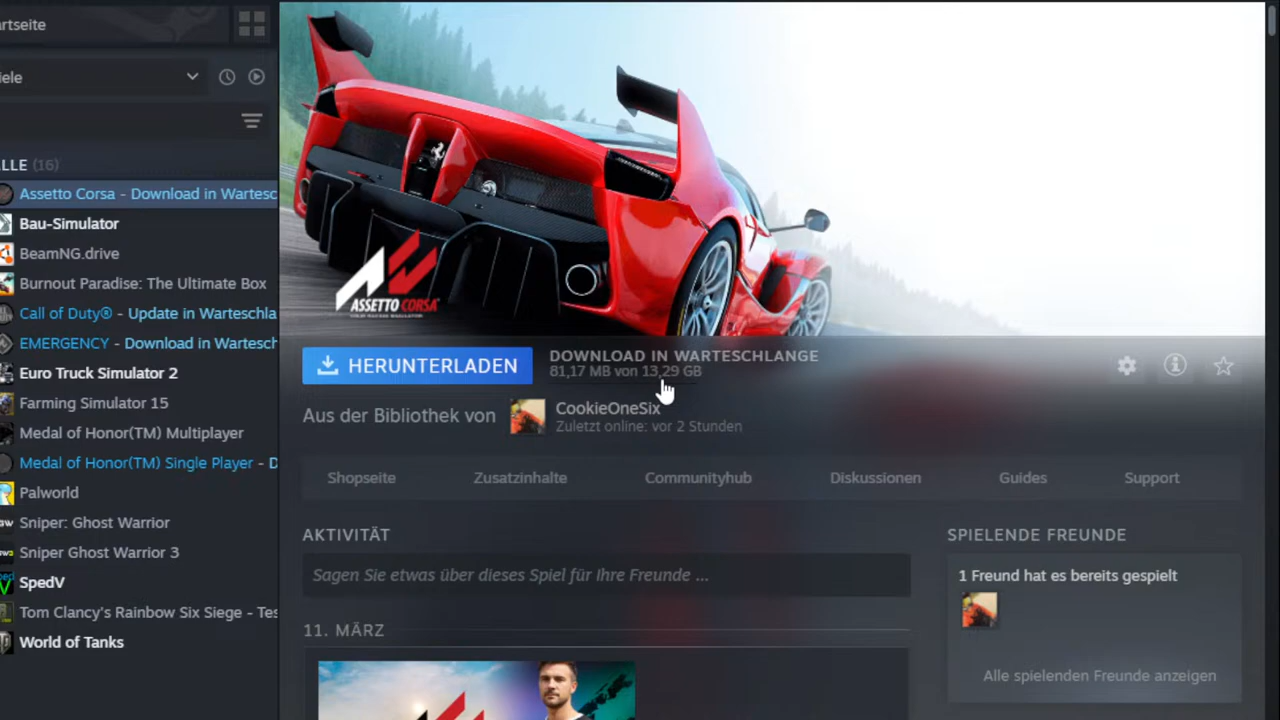 rtseite
iele
ALLE (16)
Assetto Corsa - Download in Wartesc
Bau-Simulator
BeamNG.drive
Burnout Paradise: The Ultimate Box
Call of Duty® - Update in Warteschla
EMERGENCY - Download in Wartesch
Euro Truck Simulator 2
Farming Simulator 15
Medal of Honor(TM) Multiplayer
Medal of Honor(TM) Single Player - D
Palworld
Sniper: Ghost Warrior
Sniper Ghost Warrior 3
SpedV
Tom Clancy's Rainbow Six Siege - Tes
World of Tanks
ASSETTO CORSA
HERUNTERLADEN
DOWNLOAD IN WARTESCHLANGE
81,17 MB von 13,29 GB
Aus der Bibliothek von
CookieOneSix
Zuletzt online: vor 2 Stunden
Shopseite
Zusatzinhalte
Communityhub
Diskussionen
Guides
Support
AKTIVITÄT
Sagen Sie etwas über dieses Spiel für Ihre Freunde ...
11. MÄRZ
SPIELENDE FREUNDE
1 Freund hat es bereits gespielt
Alle spielenden Freunde anzeigen